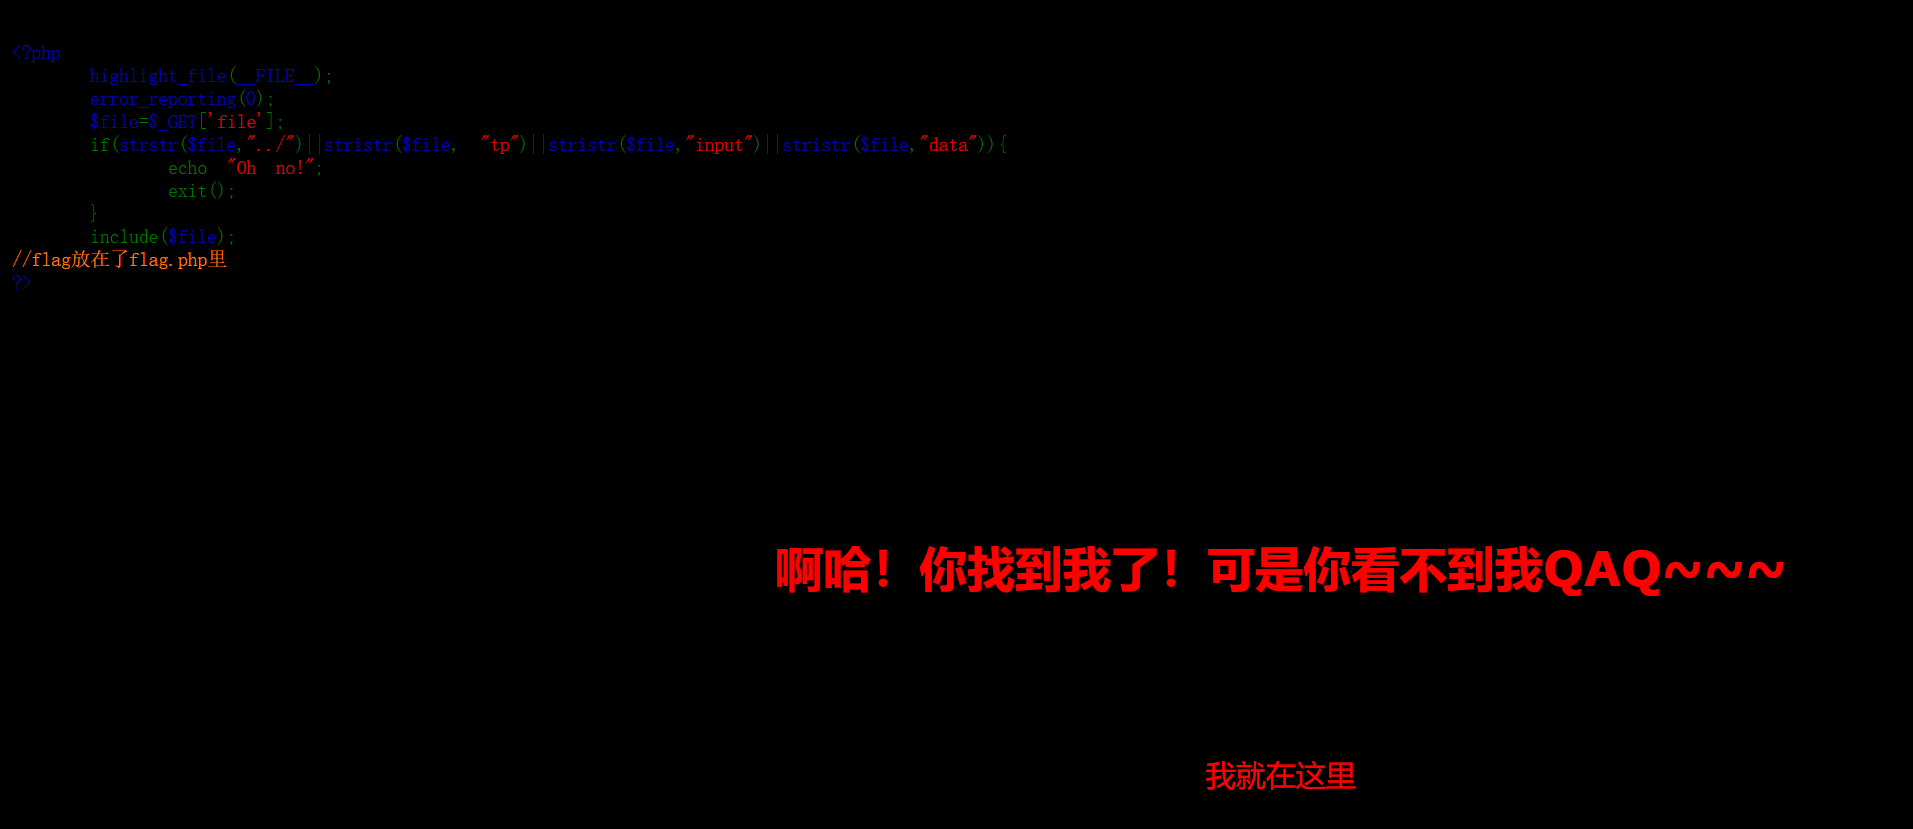 <?php
highlight_file(__FILE__);
error_reporting(0);
$file=$_GET['file'];
if(strstr($file,"../")||stristr($file, "tp")||stristr($file,"input")||stristr($file,"data")){
echo "Oh no!";
exit();
}
include($file);
//flag放在了flag.php里
?>
啊哈！你找到我了！可是你看不到我QAQ~~~
我就在这里